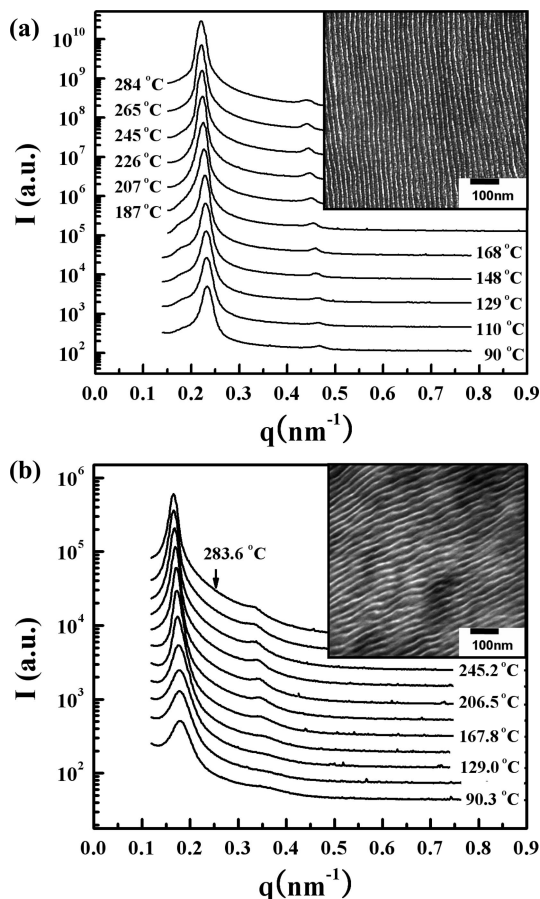 (a)
I (a.u.)
10^10
10^9
10^8
10^7
10^6
10^5
10^4
10^3
10^2
284 °C
265 °C
245 °C
226 °C
207 °C
187 °C
168 °C
148 °C
129 °C
110 °C
90 °C
100nm
0.0 0.1 0.2 0.3 0.4 0.5 0.6 0.7 0.8 0.9
q(nm^-1)
(b)
I (a.u.)
10^6
10^5
10^4
10^3
10^2
283.6 °C
245.2 °C
206.5 °C
167.8 °C
129.0 °C
90.3 °C
100nm
0.0 0.1 0.2 0.3 0.4 0.5 0.6 0.7 0.8 0.9
q(nm^-1)